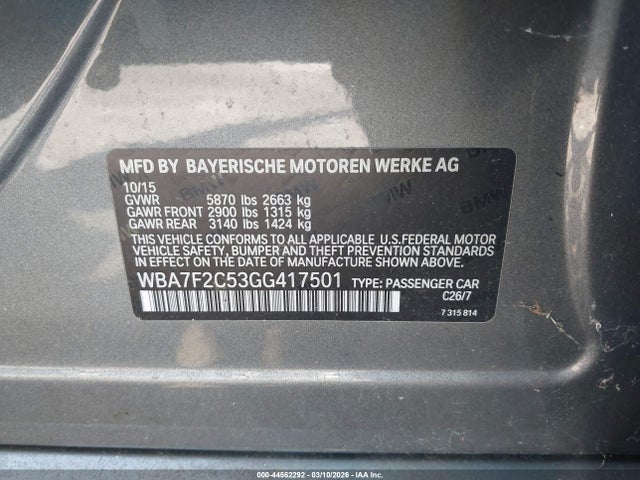 MFD BY BAYERISCHE MOTOREN WERKE AG
10/15
GVWR 5870 lbs 2663 kg
GAWR FRONT 2900 lbs 1315 kg
GAWR REAR 3140 lbs 1424 kg
THIS VEHICLE CONFORMS TO ALL APPLICABLE U.S.FEDERAL MOTOR
VEHICLE SAFETY, BUMPER AND THEFT PREVENTION STANDARDS
IN EFFECT ON THE DATE OF MANUFACTURE SHOWN ABOVE.
WBA7F2C53GG417501 TYPE: PASSENGER CAR
C26/7
7 315 814
000-44562292 - 03/10/2026 - IAA Inc.